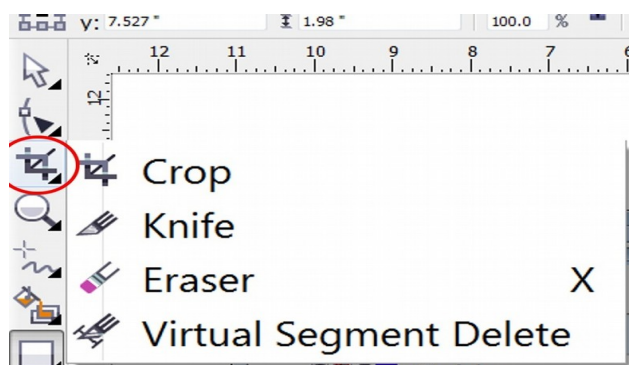 y: 7.527 " 1.98 " 100.0 %
12 11 10 9 8 7 6
12
Crop
Knife
Eraser X
Virtual Segment Delete